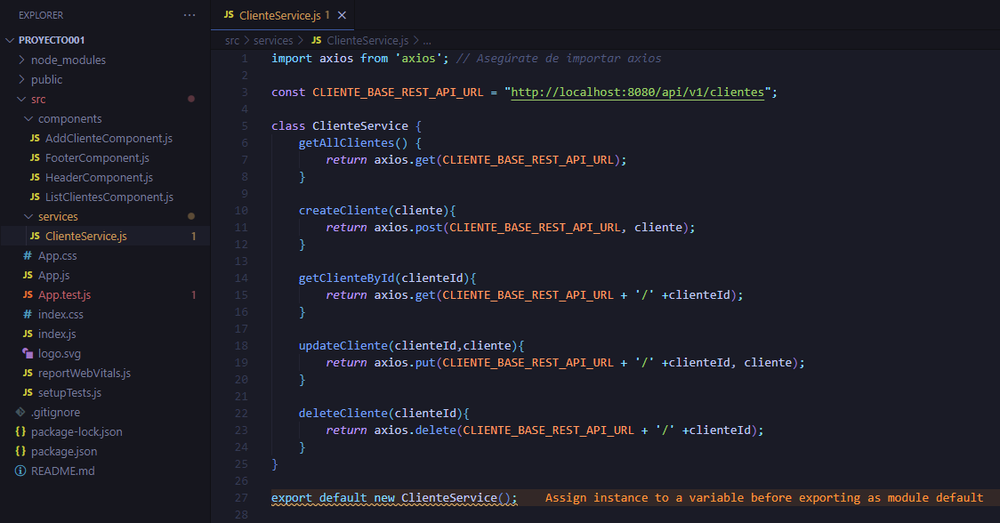 EXPLORER
···
PROYECTO001
node_modules
public
src
components
JS AddClienteComponent.js
JS FooterComponent.js
JS HeaderComponent.js
JS ListClientesComponent.js
services
JS ClienteService.js 1
# App.css
JS App.js
JS App.test.js 1
# index.css
JS index.js
logo.svg
JS reportWebVitals.js
JS setupTests.js
.gitignore
{} package-lock.json
{} package.json
README.md
JS ClienteService.js 1 ×
src > services > JS ClienteService.js > ...
1 import axios from 'axios'; // Asegúrate de importar axios
2
3 const CLIENTE_BASE_REST_API_URL = "http://localhost:8080/api/v1/clientes";
4
5 class ClienteService {
6 getAllClientes() {
7 return axios.get(CLIENTE_BASE_REST_API_URL);
8 }
9
10 createCliente(cliente){
11 return axios.post(CLIENTE_BASE_REST_API_URL, cliente);
12 }
13
14 getClienteById(clienteId){
15 return axios.get(CLIENTE_BASE_REST_API_URL + '/' +clienteId);
16 }
17
18 updateCliente(clienteId,cliente){
19 return axios.put(CLIENTE_BASE_REST_API_URL + '/' +clienteId, cliente);
20 }
21
22 deleteCliente(clienteId){
23 return axios.delete(CLIENTE_BASE_REST_API_URL + '/' +clienteId);
24 }
25 }
26
27 export default new ClienteService(); Assign instance to a variable before exporting as module default
28